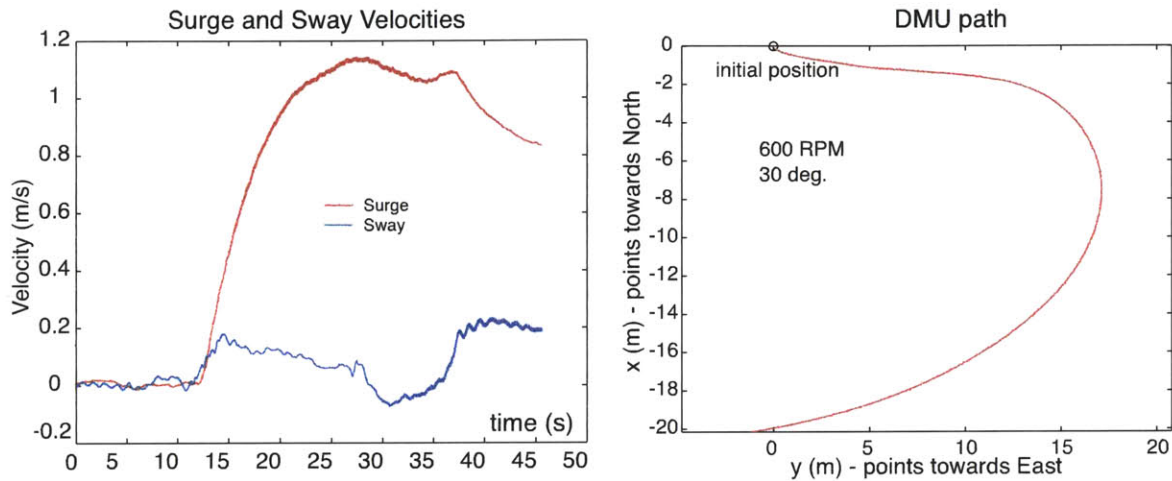 Surge and Sway Velocities
1.2
1
0.8
0.6
0.4
0.2
0
-0.2
Velocity (m/s)
Surge
Sway
time (s)
0 5 10 15 20 25 30 35 40 45 50
DMU path
0
-2
-4
-6
-8
-10
-12
-14
-16
-18
-20
x (m) - points towards North
initial position
600 RPM
30 deg.
0 5 10 15 20
y (m) - points towards East